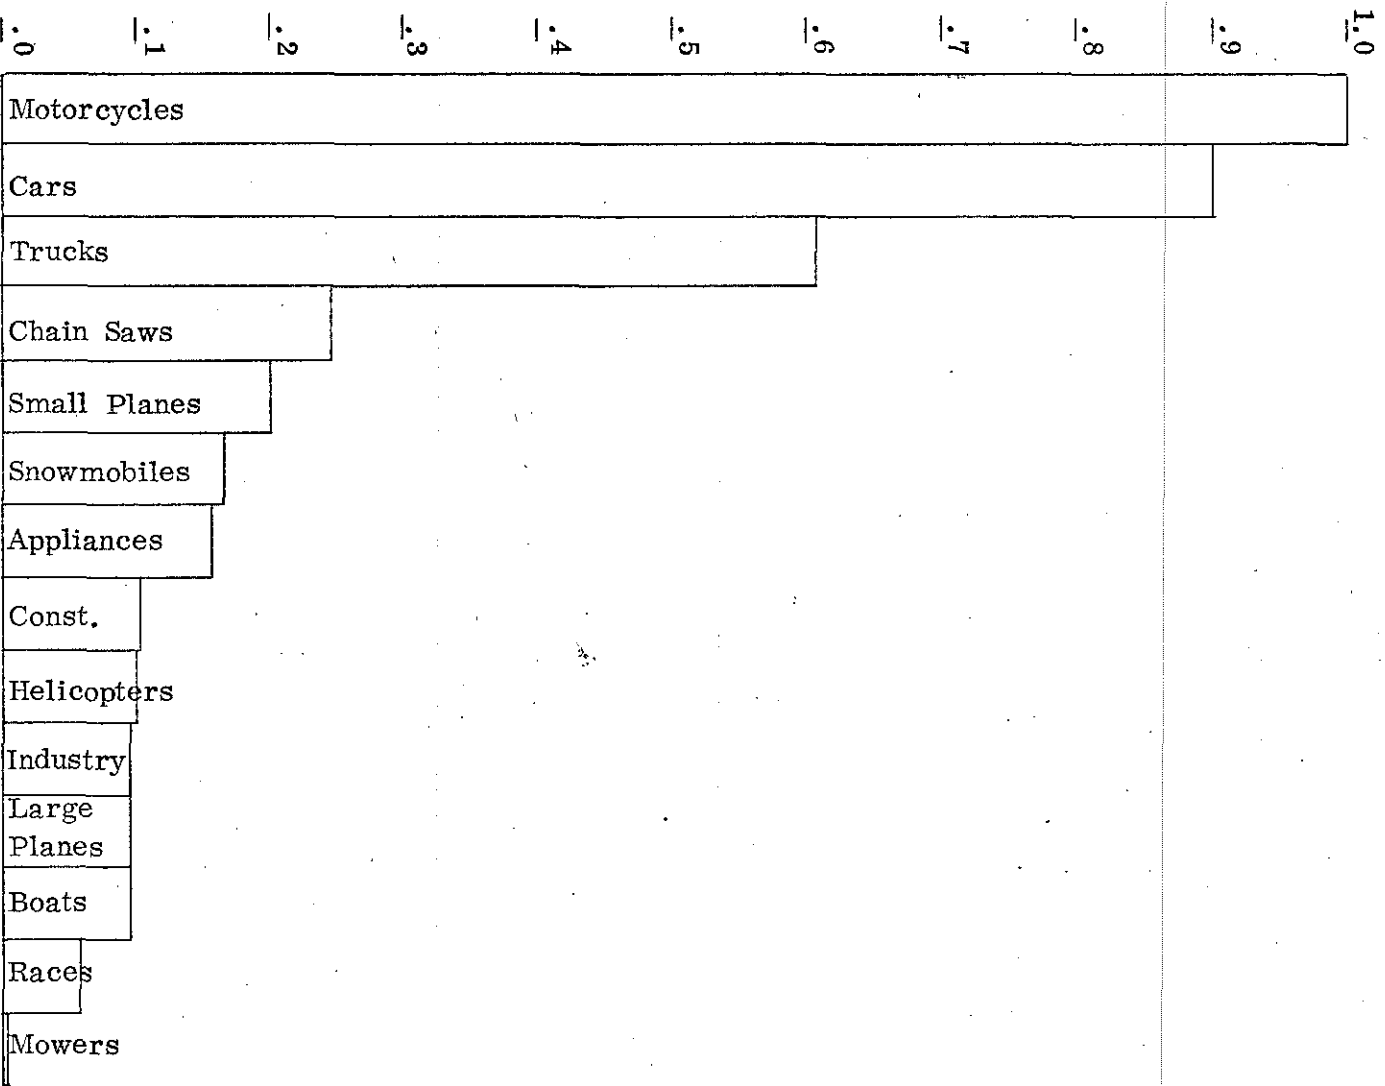 .0 .1 .2 .3 .4 .5 .6 .7 .8 .9 1.0
Motorcycles
Cars
Trucks
Chain Saws
Small Planes
Snowmobiles
Appliances
Const.
Helicopters
Industry
Large
Planes
Boats
Races
Mowers